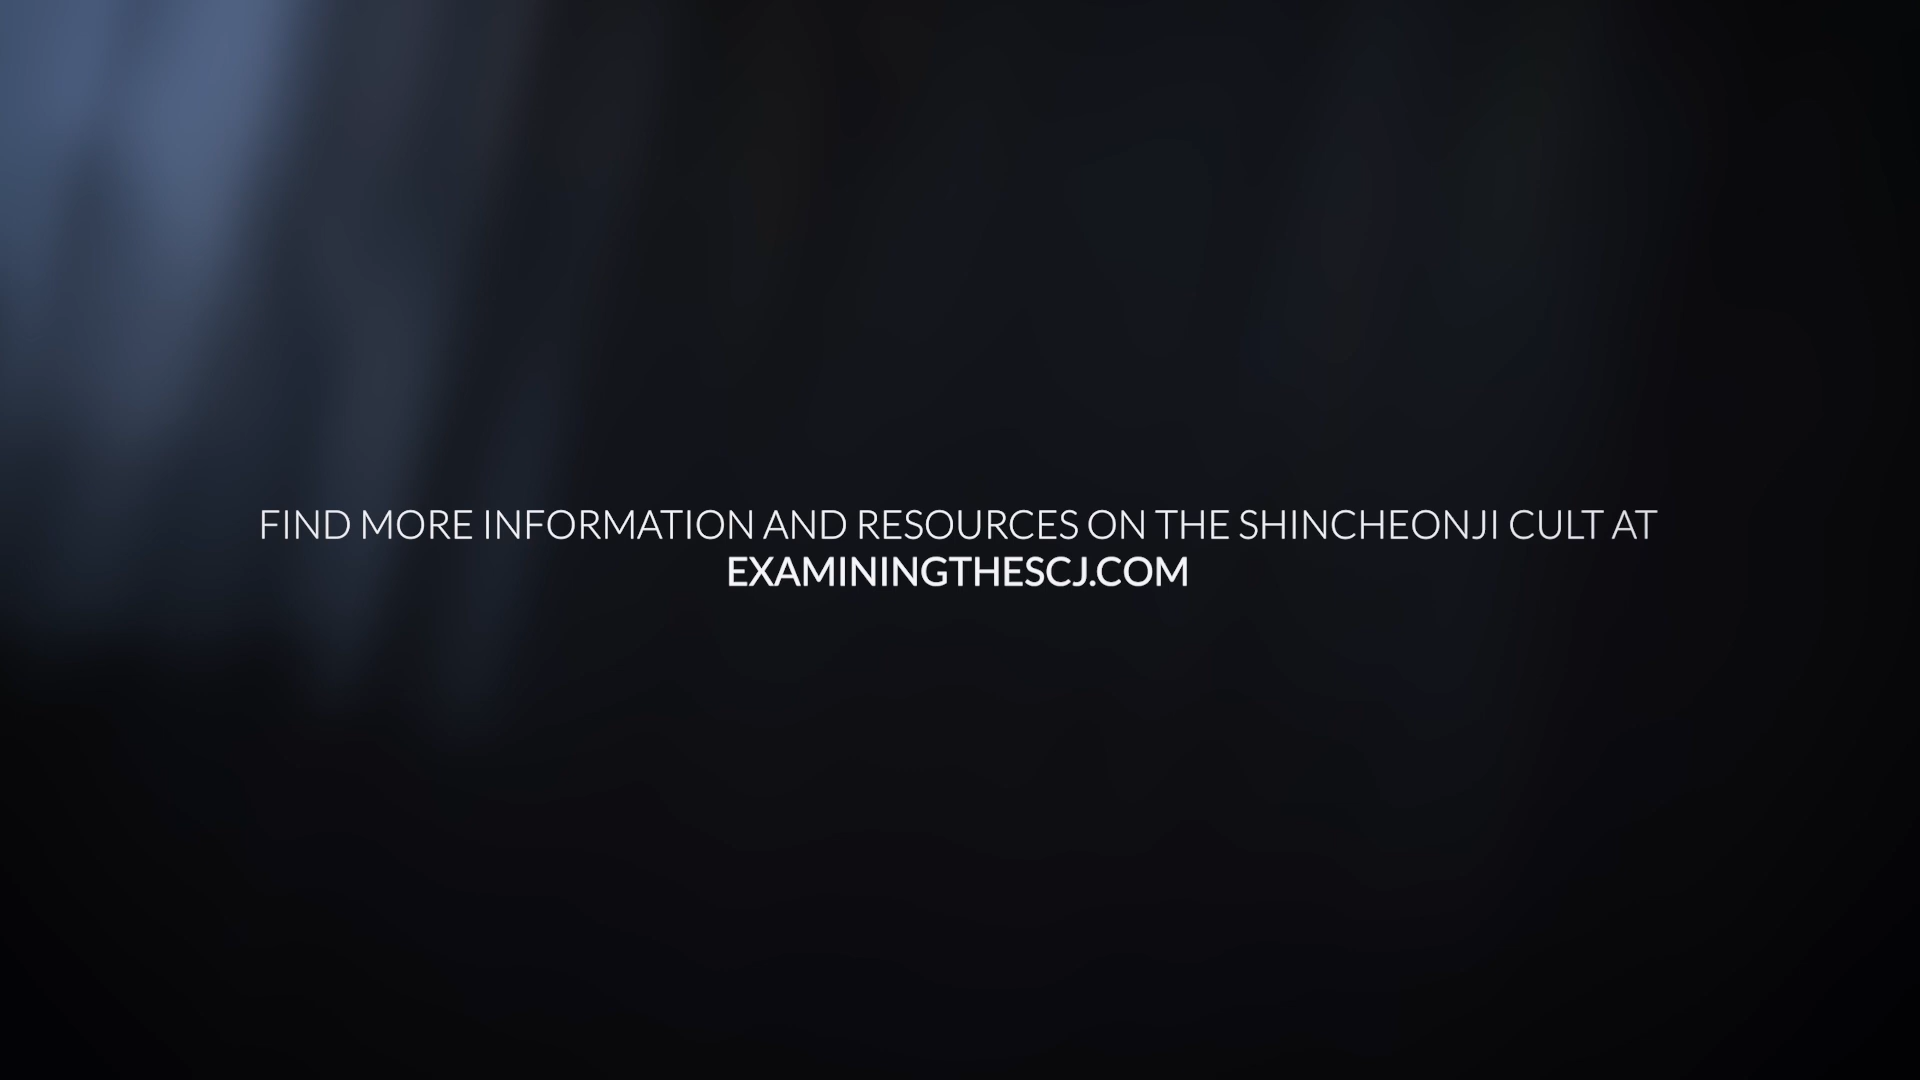 FIND MORE INFORMATION AND RESOURCES ON THE SHINCHEONJI CULT AT
EXAMININGTHESCJ.COM